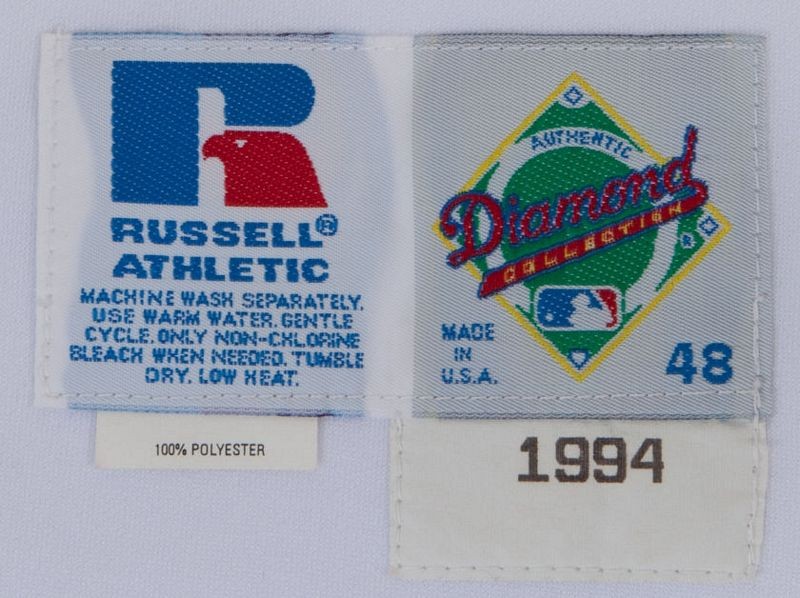 RUSSELL®
ATHLETIC
MACHINE WASH SEPARATELY.
USE WARM WATER. GENTLE
CYCLE. ONLY NON-CHLORINE
BLEACH WHEN NEEDED. TUMBLE
DRY. LOW HEAT.
100% POLYESTER
AUTHENTIC
Diamond
COLLECTION
®
MADE
IN
U.S.A.
48
1994